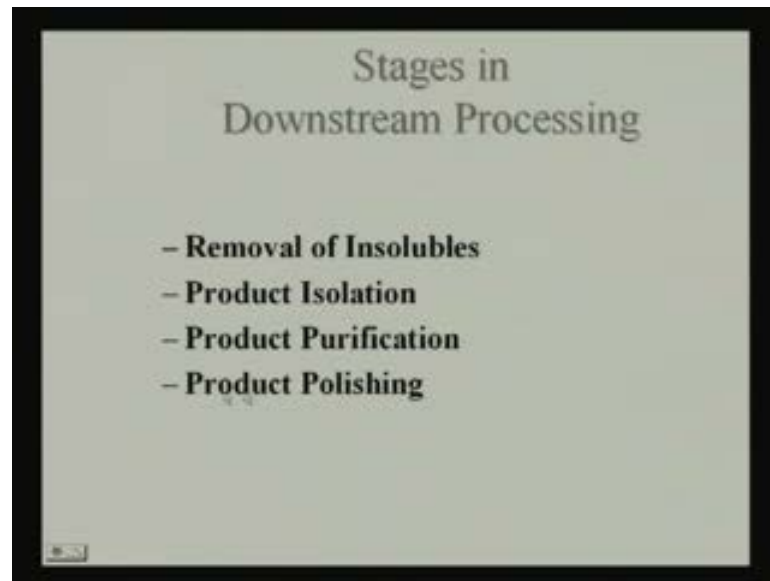 Stages in
Downstream Processing
– Removal of Insolubles
– Product Isolation
– Product Purification
– Product Polishing